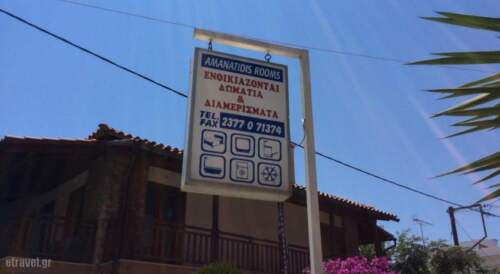 AMANATIDIS ROOMS
ΕΝΟΙΚΙΑΖΟΝΤΑΙ
ΔΩΜΑΤΙΑ
&
ΔΙΑΜΕΡΙΣΜΑΤΑ
TEL. FAX 2377 0 71374
etravel.gr